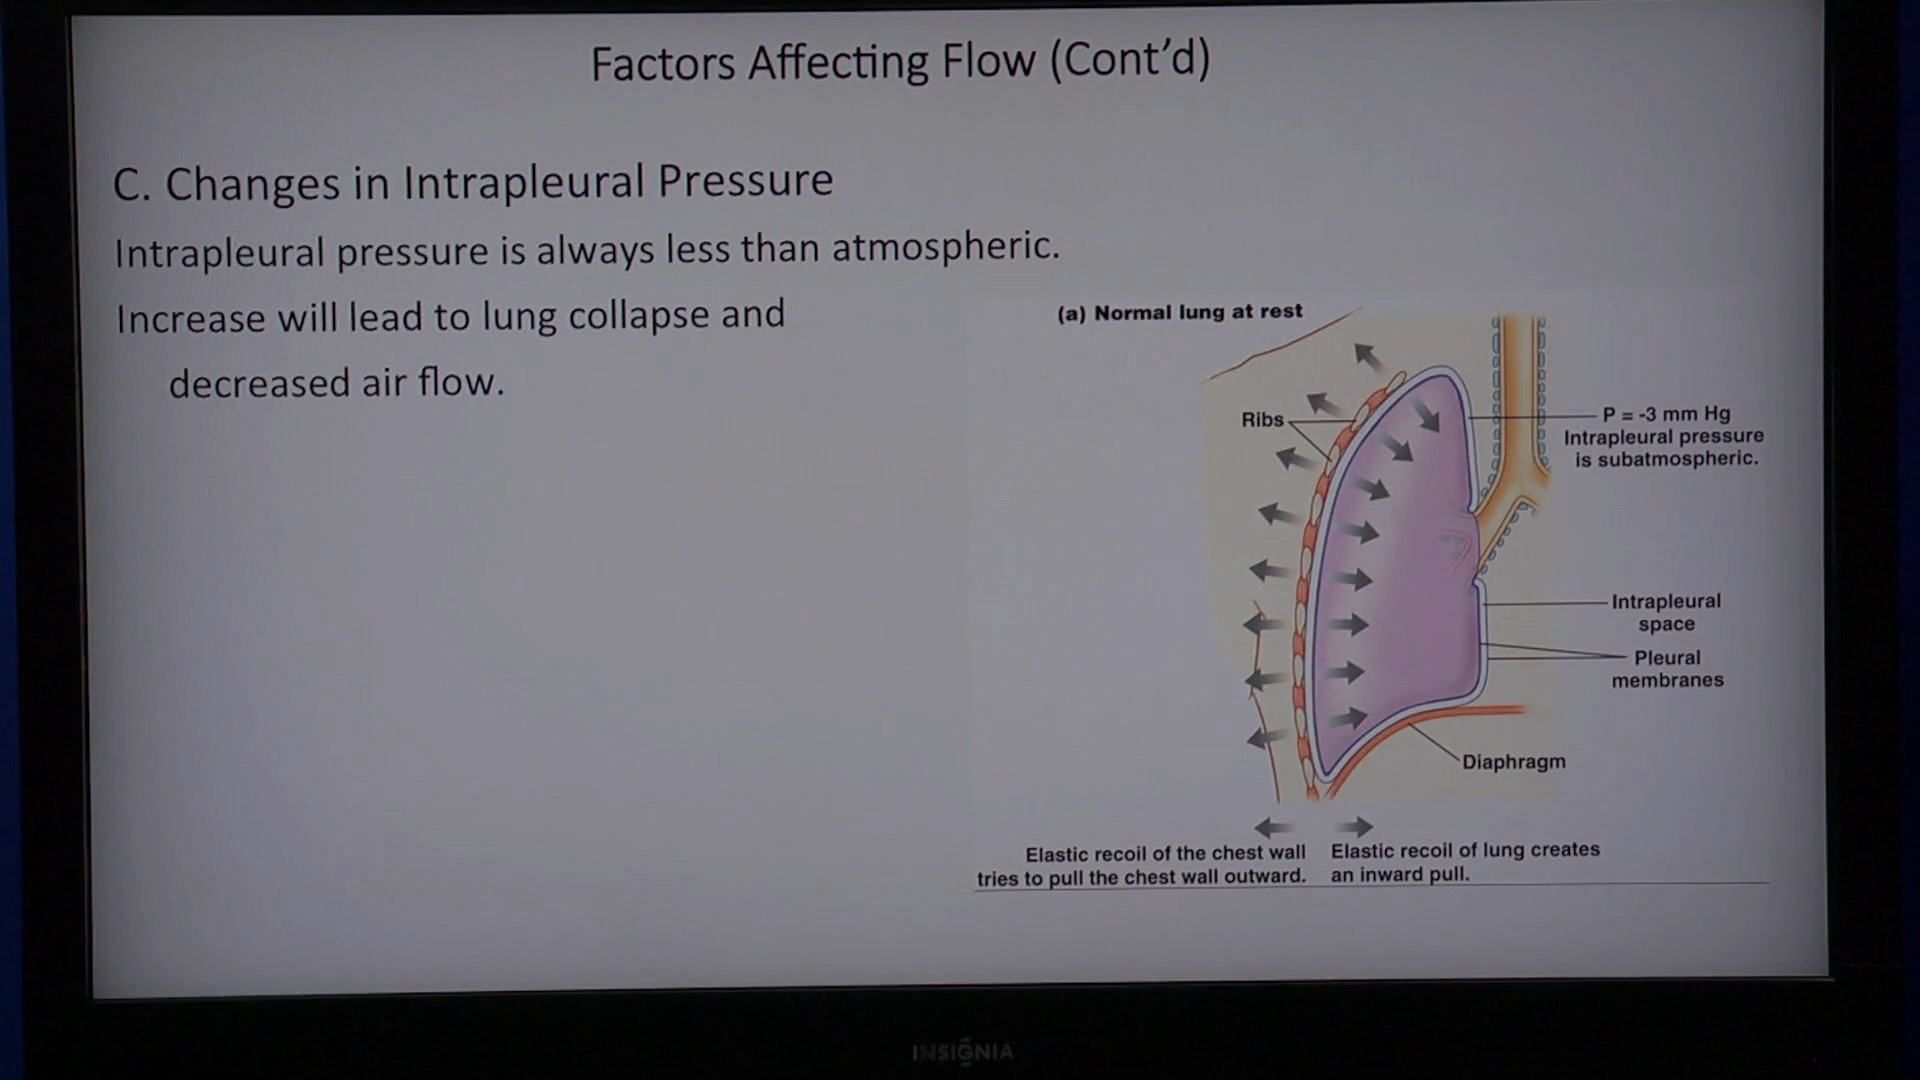 Factors Affecting Flow (Cont’d)
C. Changes in Intrapleural Pressure
Intrapleural pressure is always less than atmospheric.
Increase will lead to lung collapse and
decreased air flow.
(a) Normal lung at rest
Ribs
P = -3 mm Hg
Intrapleural pressure
is subatmospheric.
Intrapleural
space
Pleural
membranes
Diaphragm
Elastic recoil of the chest wall
tries to pull the chest wall outward.
Elastic recoil of lung creates
an inward pull.
INSIGNIA